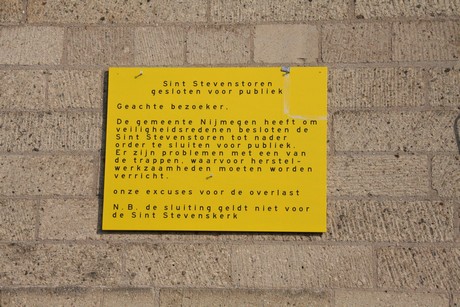 Sint Stevenstoren
gesloten voor publiek
Geachte bezoeker,
De gemeente Nijmegen heeft om
veiligheidsredenen besloten de
Sint Stevenstoren tot nader
order te sluiten voor publiek.
Er zijn problemen met een van
de trappen, waarvoor herstel-
werkzaamheden moeten worden
verricht.
onze excuses voor de overlast
N.B. de sluiting geldt niet voor
de Sint Stevenskerk